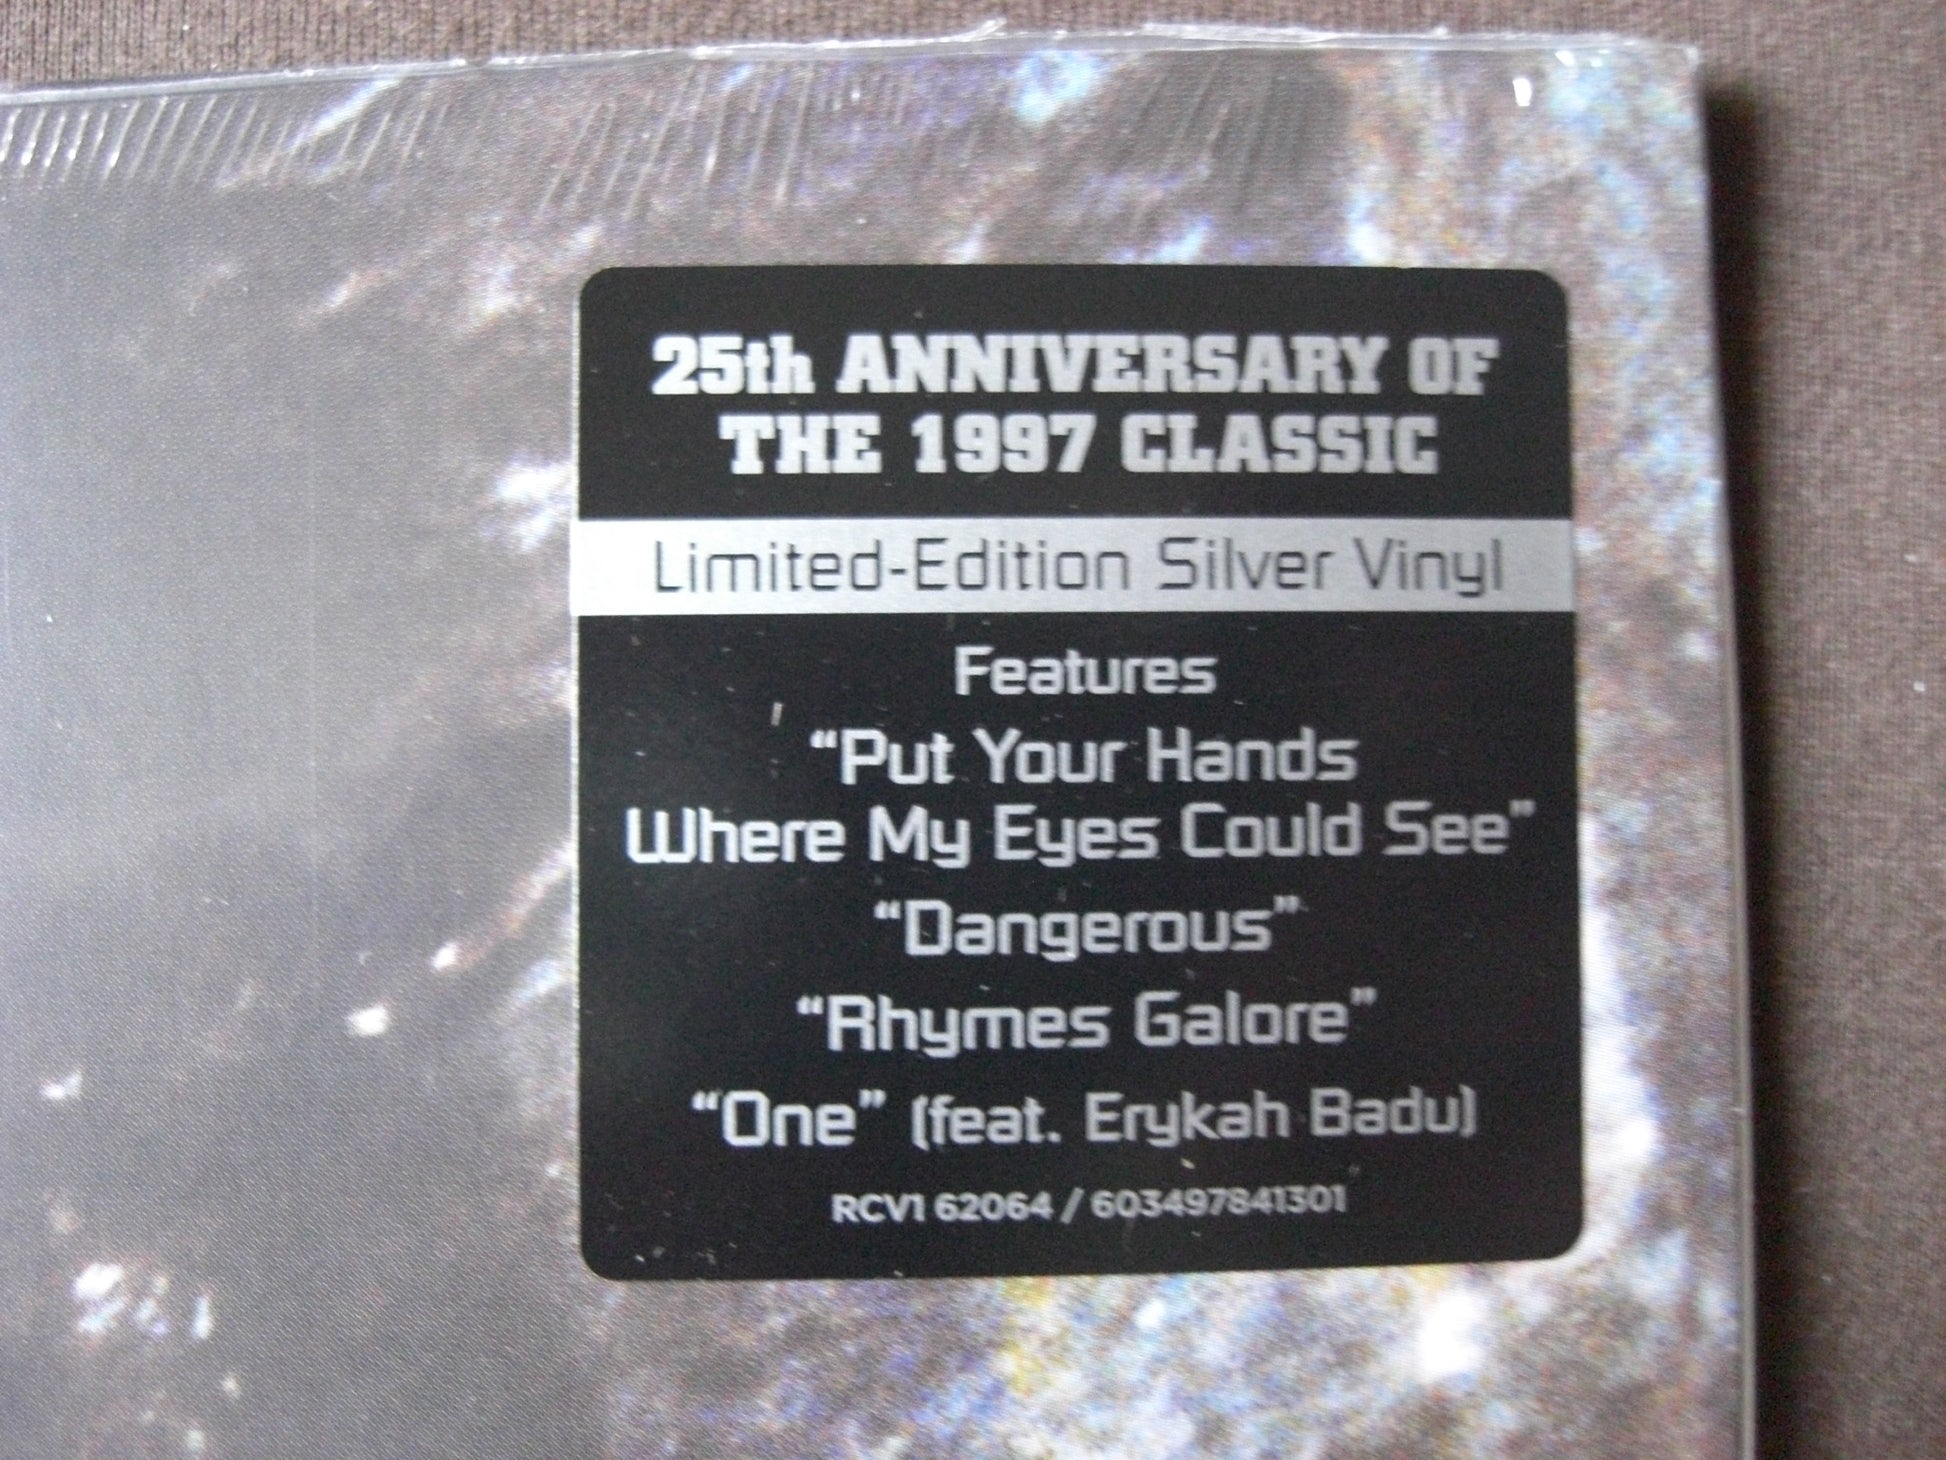 25th ANNIVERSARY OF
THE 1997 CLASSIC
Limited-Edition Silver Vinyl
Features
“Put Your Hands
Where My Eyes Could See”
“Dangerous”
“Rhymes Galore”
“One” (feat. Erykah Badu)
RCV1 62064 / 603497841301